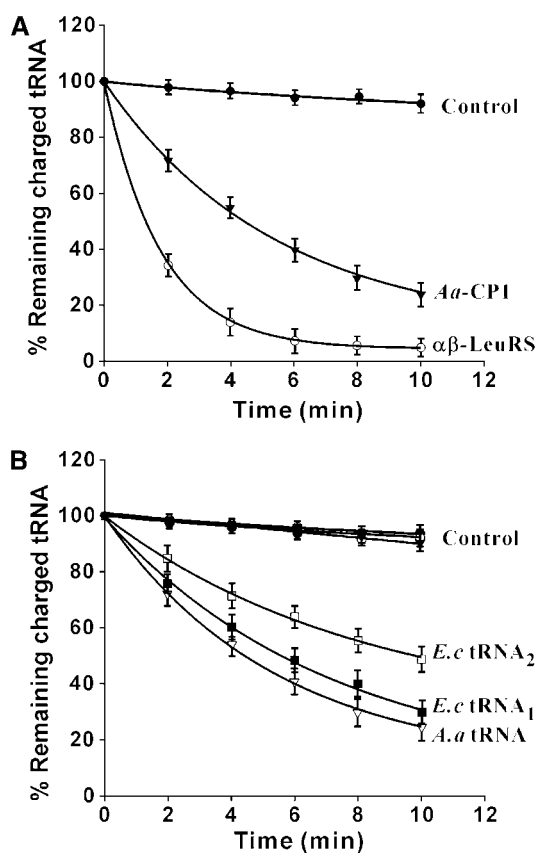 A
% Remaining charged tRNA
120
100
80
60
40
20
0
Control
Aa-CP1
αβ-LeuRS
0 2 4 6 8 10 12
Time (min)
B
% Remaining charged tRNA
120
100
80
60
40
20
0
Control
E.c tRNA₂
E.c tRNA₁
A.a tRNA
0 2 4 6 8 10 12
Time (min)